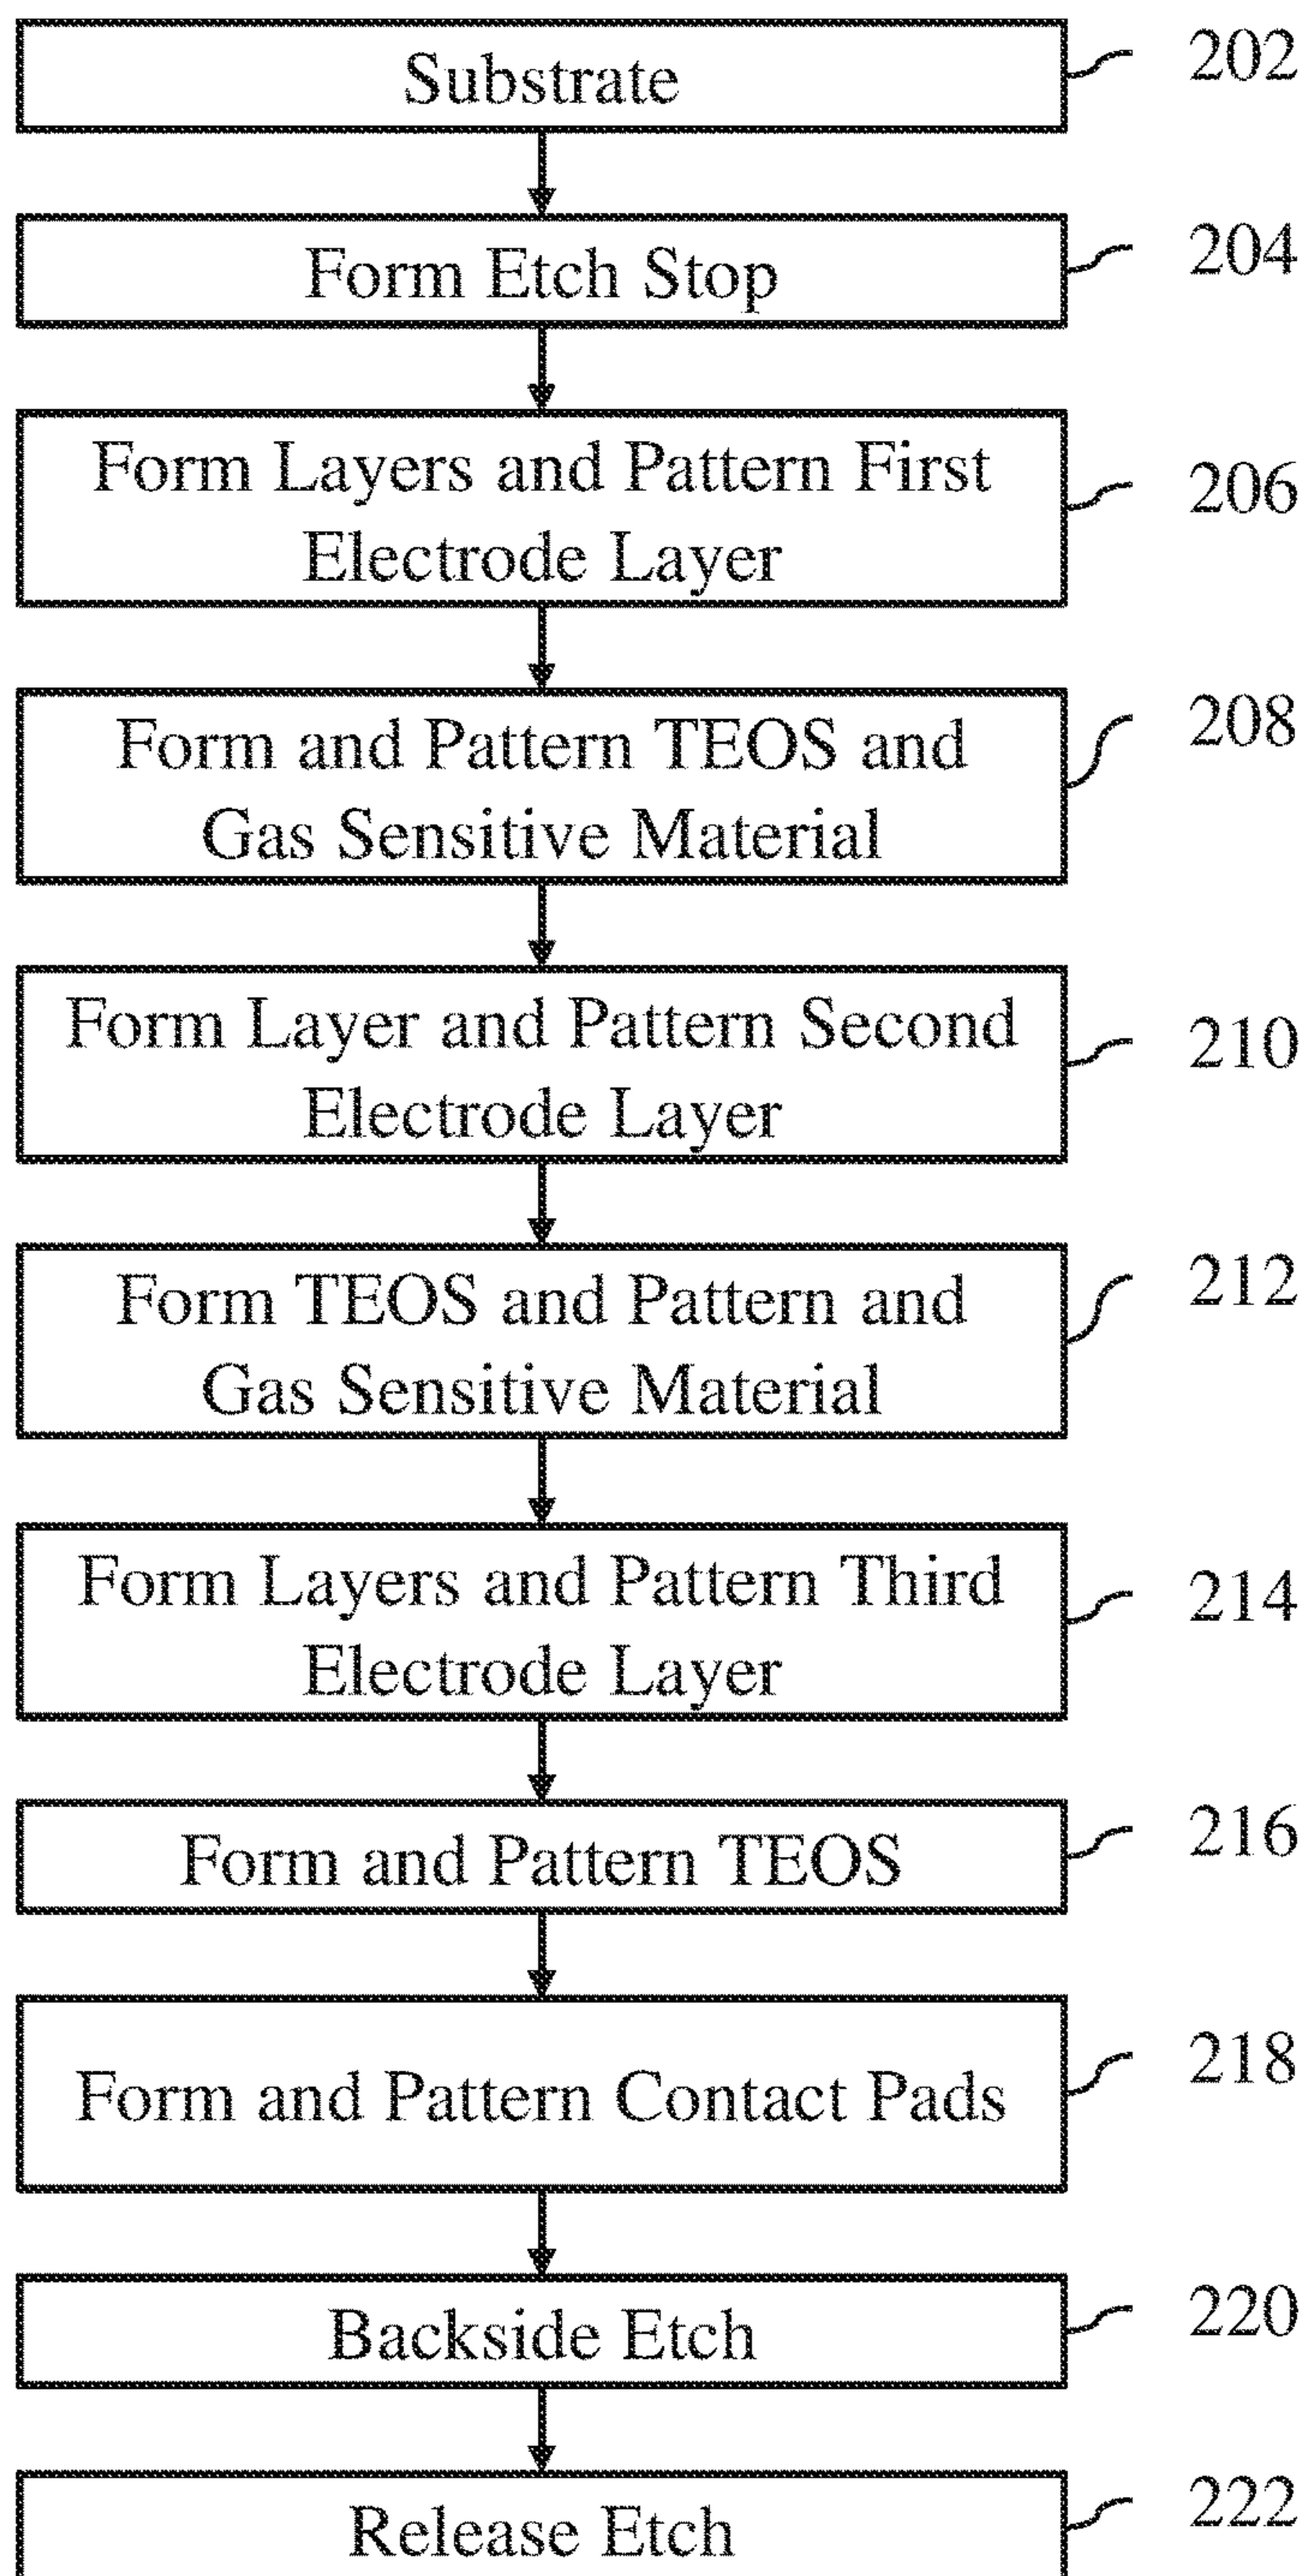 Substrate
202
Form Etch Stop
204
Form Layers and Pattern First
Electrode Layer
206
Form and Pattern TEOS and
Gas Sensitive Material
208
Form Layer and Pattern Second
Electrode Layer
210
Form TEOS and Pattern and
Gas Sensitive Material
212
Form Layers and Pattern Third
Electrode Layer
214
Form and Pattern TEOS
216
Form and Pattern Contact Pads
218
Backside Etch
220
Release Etch
222